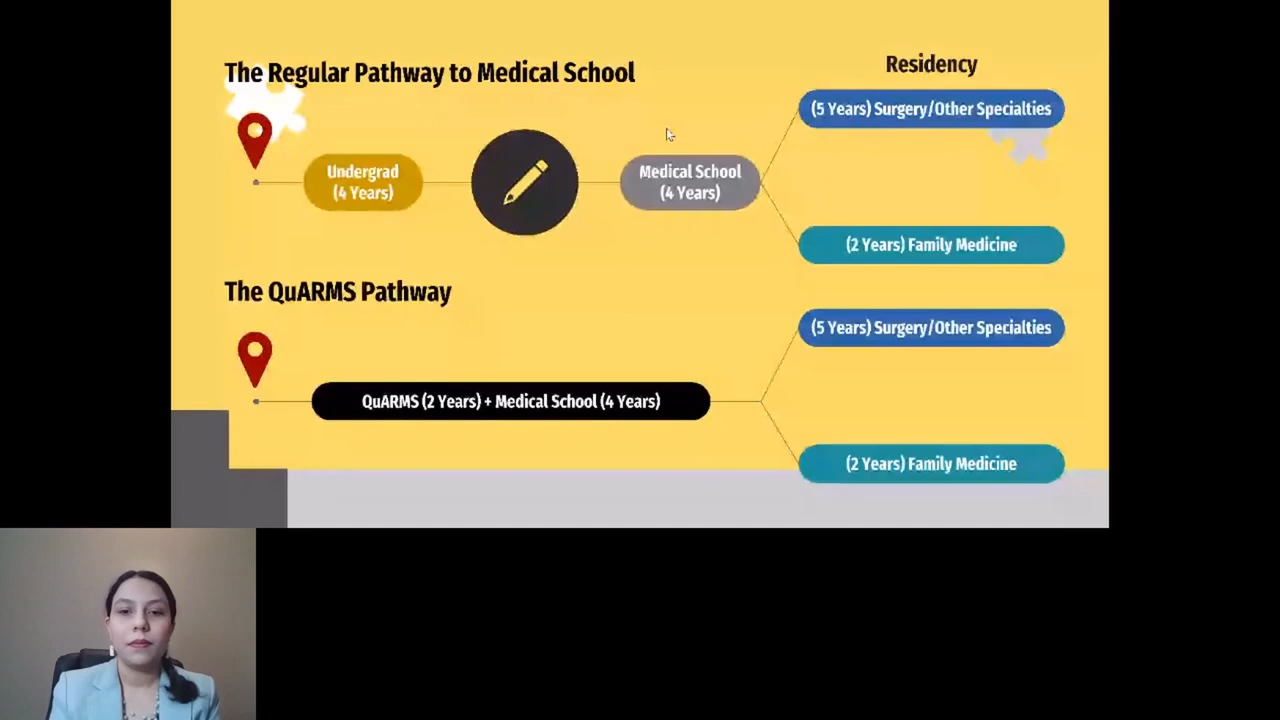 The Regular Pathway to Medical School
Residency
(5 Years) Surgery/Other Specialties
Undergrad
(4 Years)
Medical School
(4 Years)
(2 Years) Family Medicine
The QuARMS Pathway
(5 Years) Surgery/Other Specialties
QuARMS (2 Years) + Medical School (4 Years)
(2 Years) Family Medicine